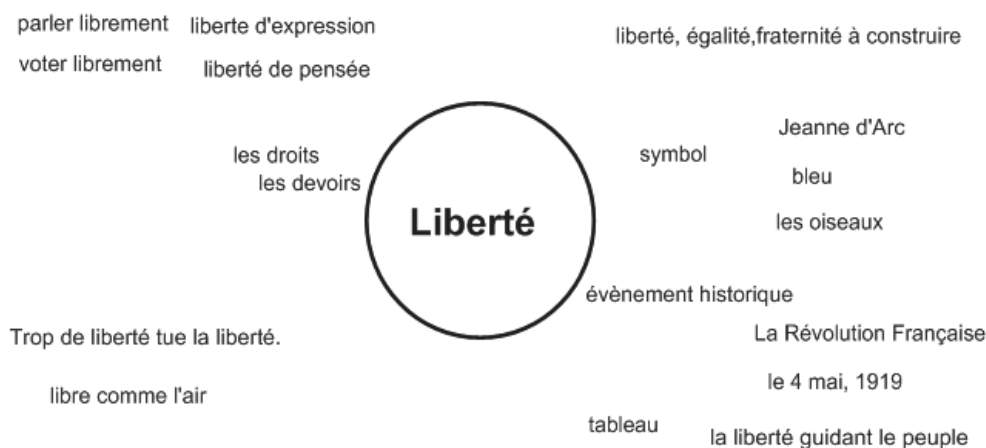 parler librement liberte d'expression
liberté, égalité,fraternité à construire
voter librement liberté de pensée
Jeanne d'Arc
symbol
les droits
bleu
les devoirs
Liberté
les oiseaux
évènement historique
Trop de liberté tue la liberté.
La Révolution Française
le 4 mai, 1919
libre comme l'air
tableau
la liberté guidant le peuple